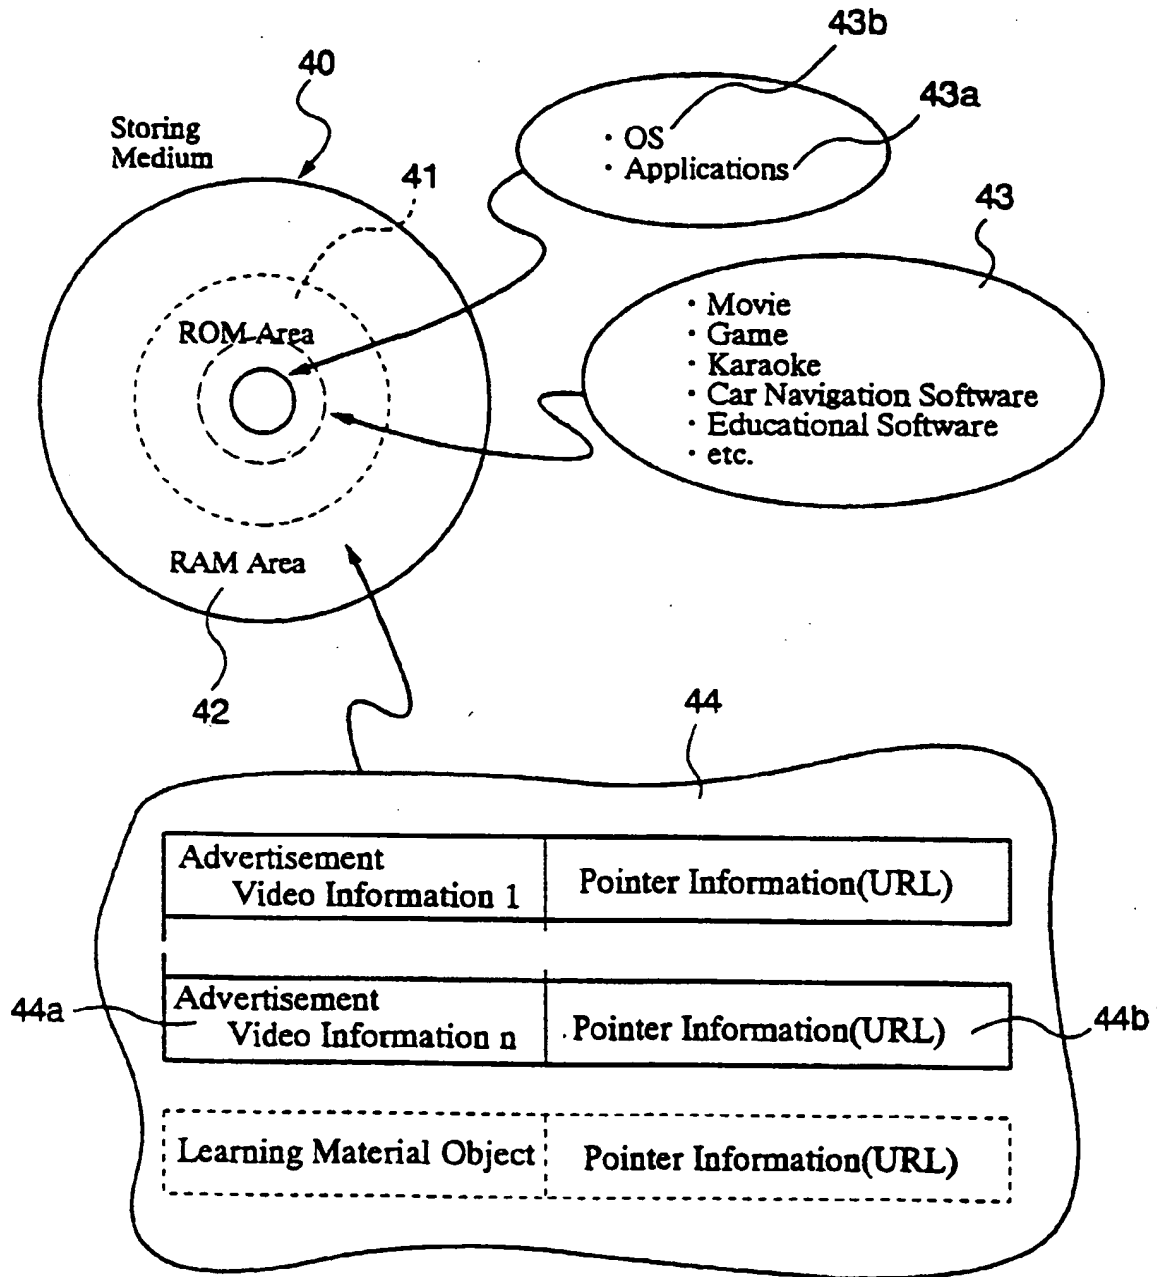 43b
40
43a
Storing
Medium
· OS
· Applications
41
43
ROM Area
· Movie
· Game
· Karaoke
· Car Navigation Software
· Educational Software
· etc.
RAM Area
42
44
Advertisement
Video Information 1
Pointer Information(URL)
44a
Advertisement
Video Information n
Pointer Information(URL)
44b
Learning Material Object
Pointer Information(URL)